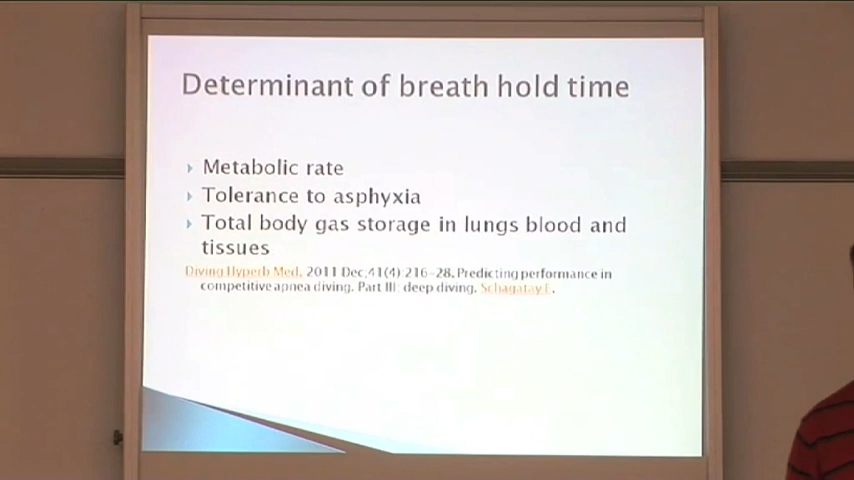 Determinant of breath hold time
Metabolic rate
Tolerance to asphyxia
Total body gas storage in lungs blood and
tissues
Diving Hyperb Med. 2011 Dec;41(4):216-28. Predicting performance in
competitive apnea diving. Part III: deep diving. Schagatay E.